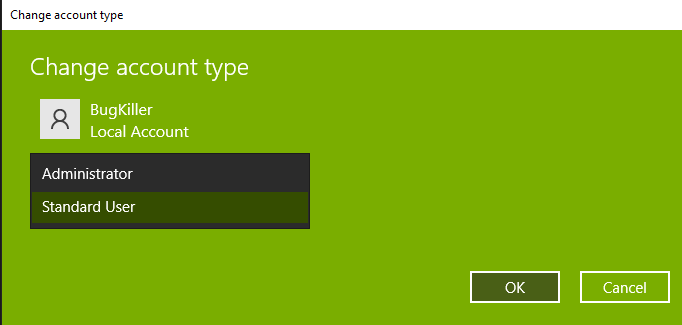 Change account type
Change account type
BugKiller
Local Account
Administrator
Standard User
OK
Cancel